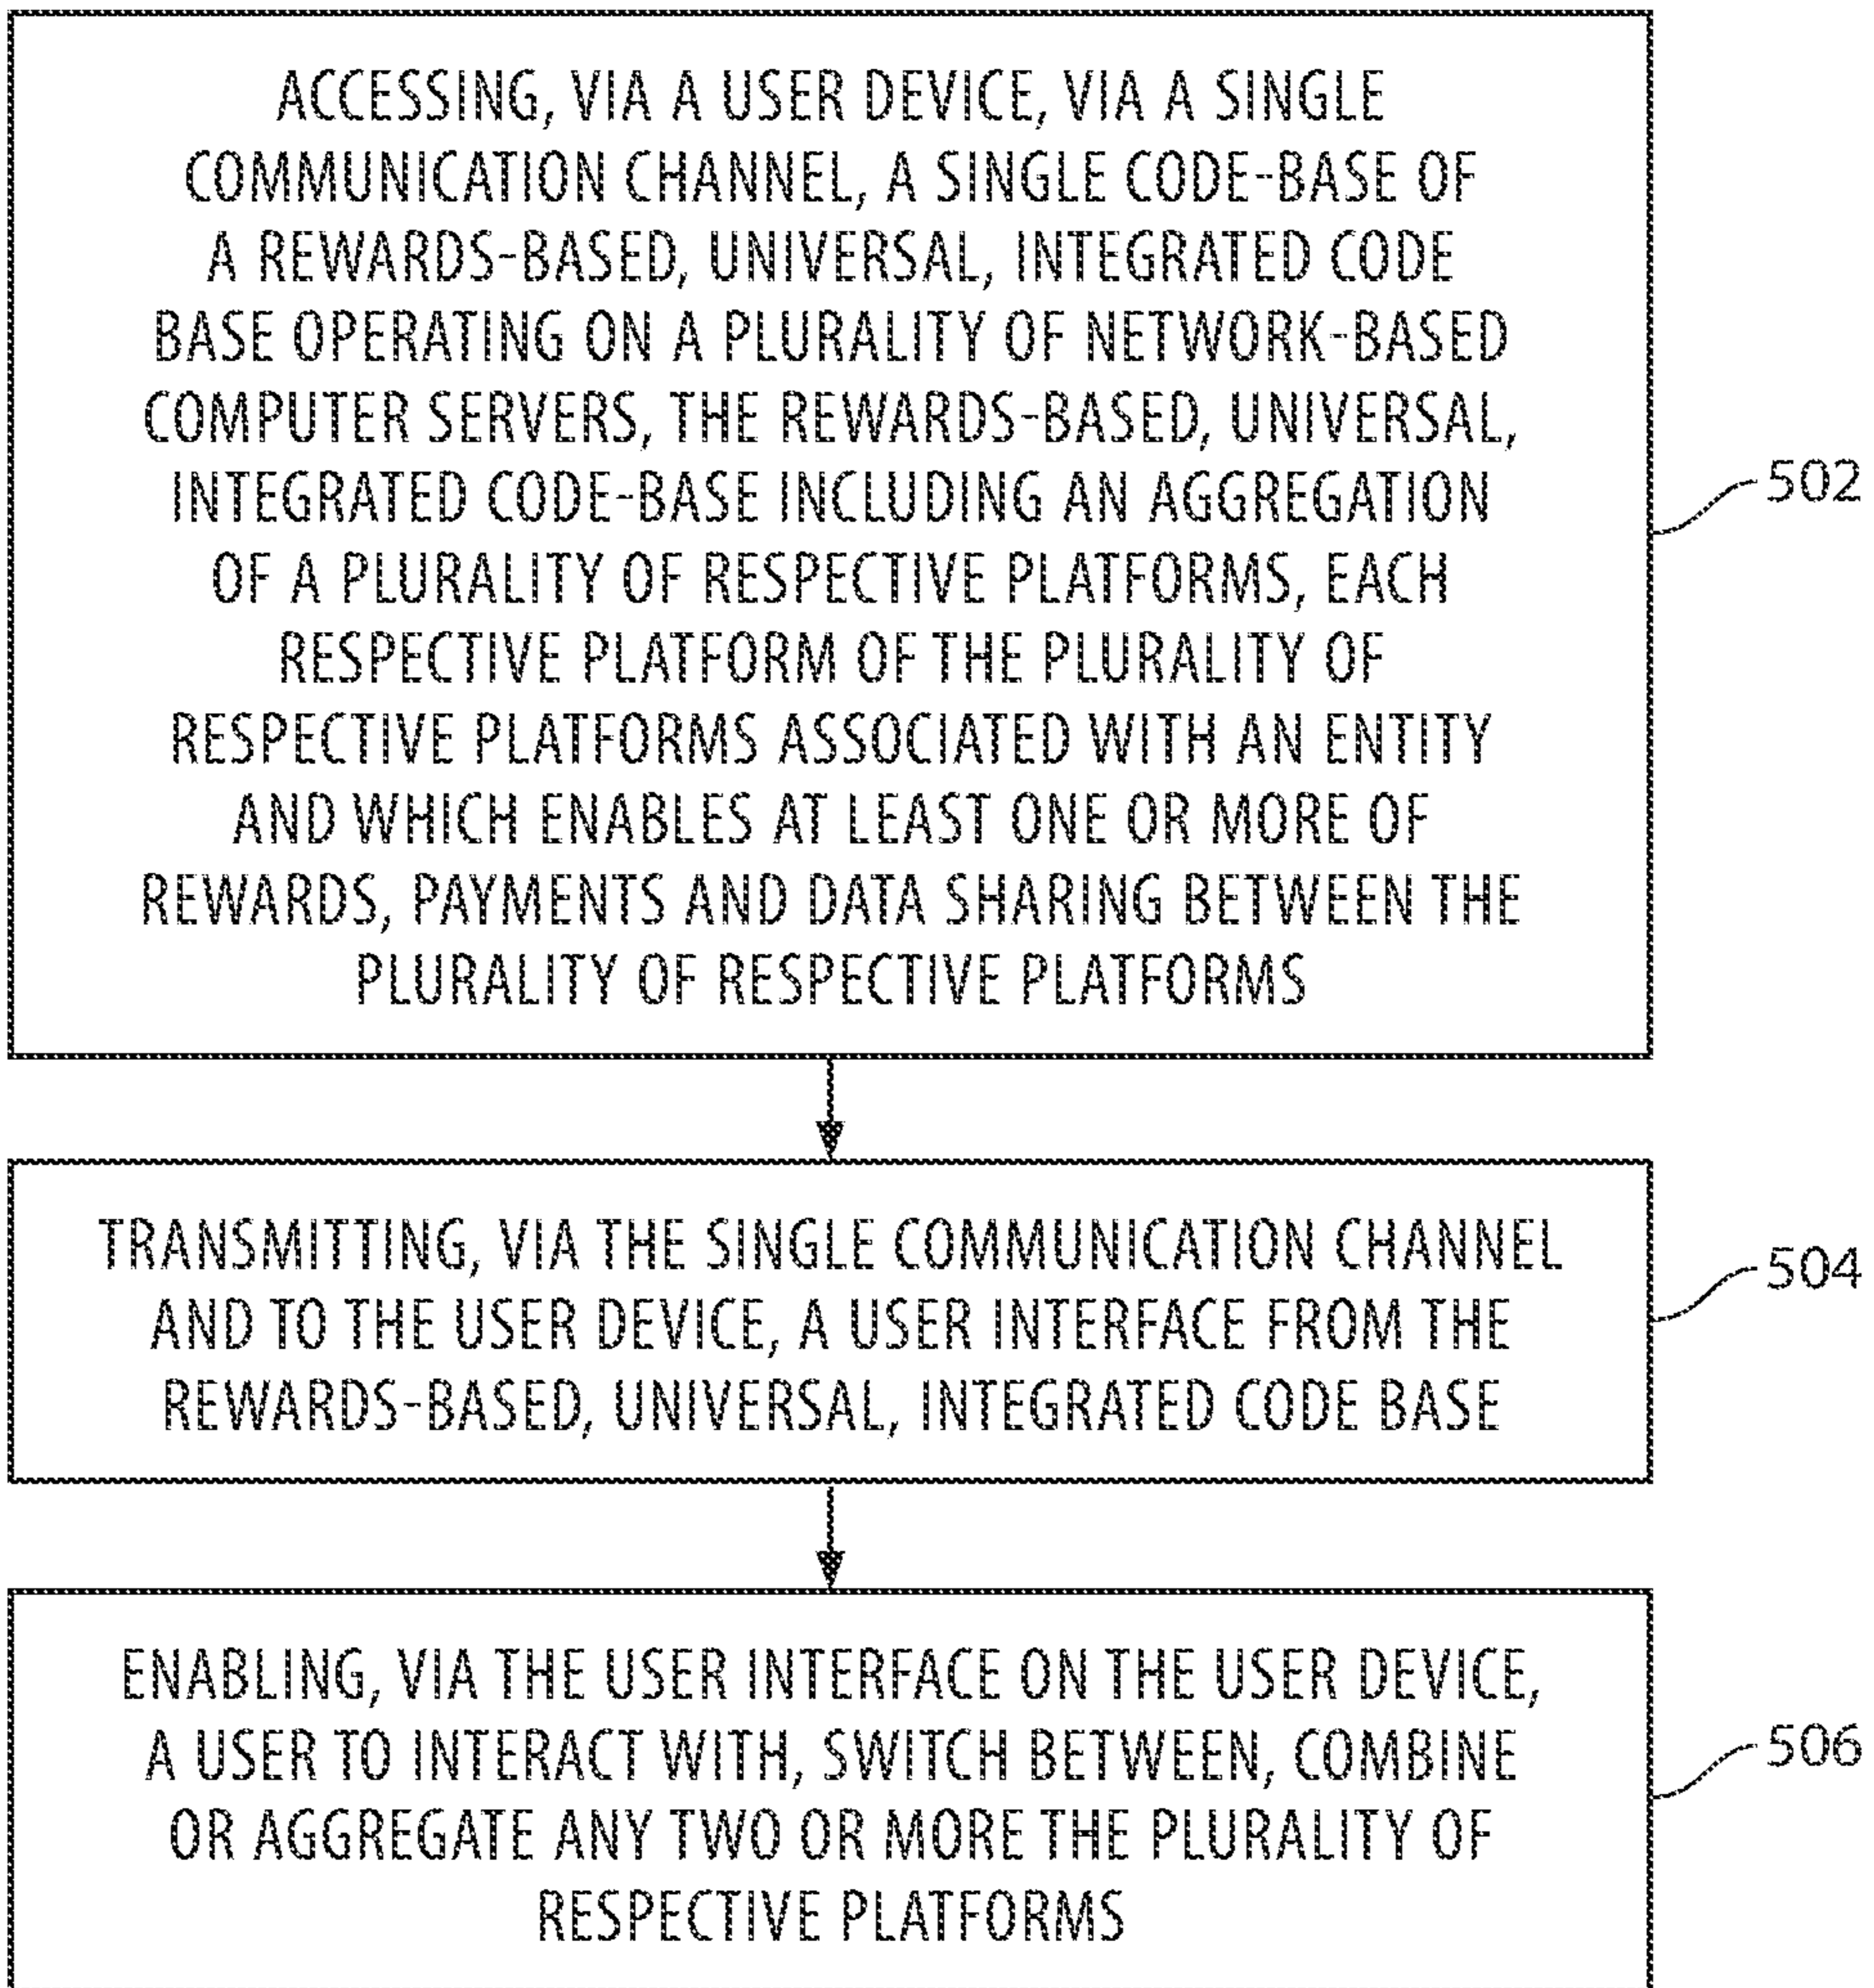 ACCESSING, VIA A USER DEVICE, VIA A SINGLE
COMMUNICATION CHANNEL, A SINGLE CODE-BASE OF
A REWARDS-BASED, UNIVERSAL, INTEGRATED CODE
BASE OPERATING ON A PLURALITY OF NETWORK-BASED
COMPUTER SERVERS, THE REWARDS-BASED, UNIVERSAL,
INTEGRATED CODE-BASE INCLUDING AN AGGREGATION
OF A PLURALITY OF RESPECTIVE PLATFORMS, EACH
RESPECTIVE PLATFORM OF THE PLURALITY OF
RESPECTIVE PLATFORMS ASSOCIATED WITH AN ENTITY
AND WHICH ENABLES AT LEAST ONE OR MORE OF
REWARDS, PAYMENTS AND DATA SHARING BETWEEN THE
PLURALITY OF RESPECTIVE PLATFORMS
502
TRANSMITTING, VIA THE SINGLE COMMUNICATION CHANNEL
AND TO THE USER DEVICE, A USER INTERFACE FROM THE
REWARDS-BASED, UNIVERSAL, INTEGRATED CODE BASE
504
ENABLING, VIA THE USER INTERFACE ON THE USER DEVICE,
A USER TO INTERACT WITH, SWITCH BETWEEN, COMBINE
OR AGGREGATE ANY TWO OR MORE THE PLURALITY OF
RESPECTIVE PLATFORMS
506